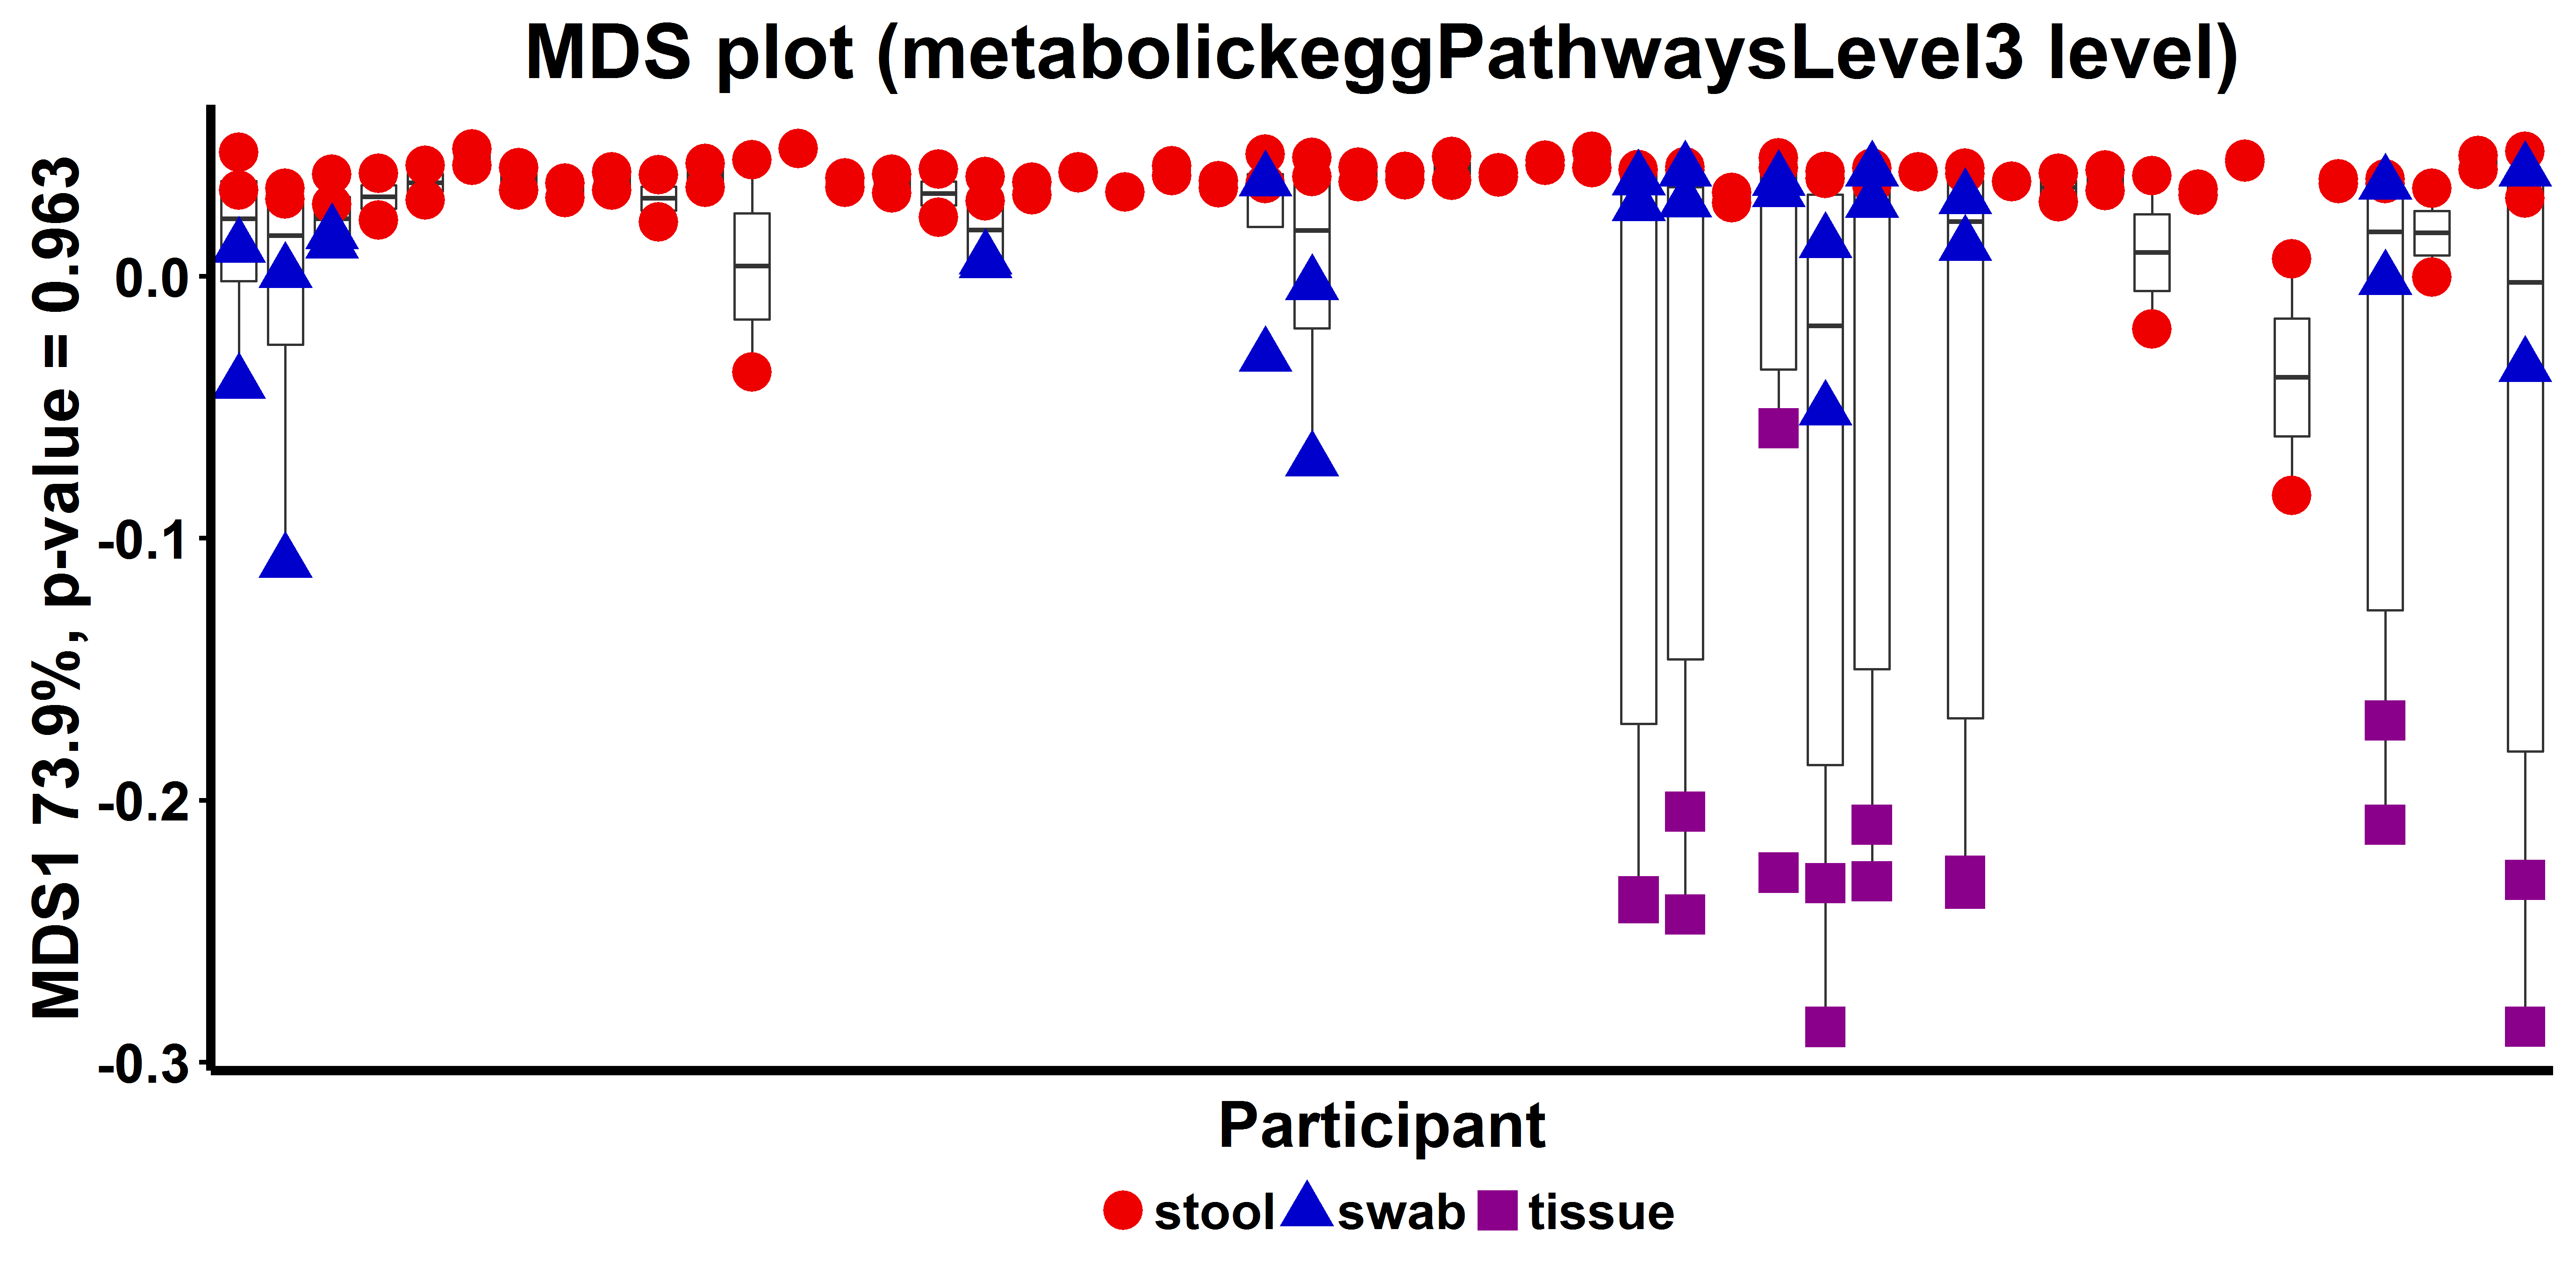 MDS plot (metabolickeggPathwaysLevel3 level)
MDS1 73.9%, p-value = 0.963
0.0
-0.1
-0.2
-0.3
Participant
stool swab tissue